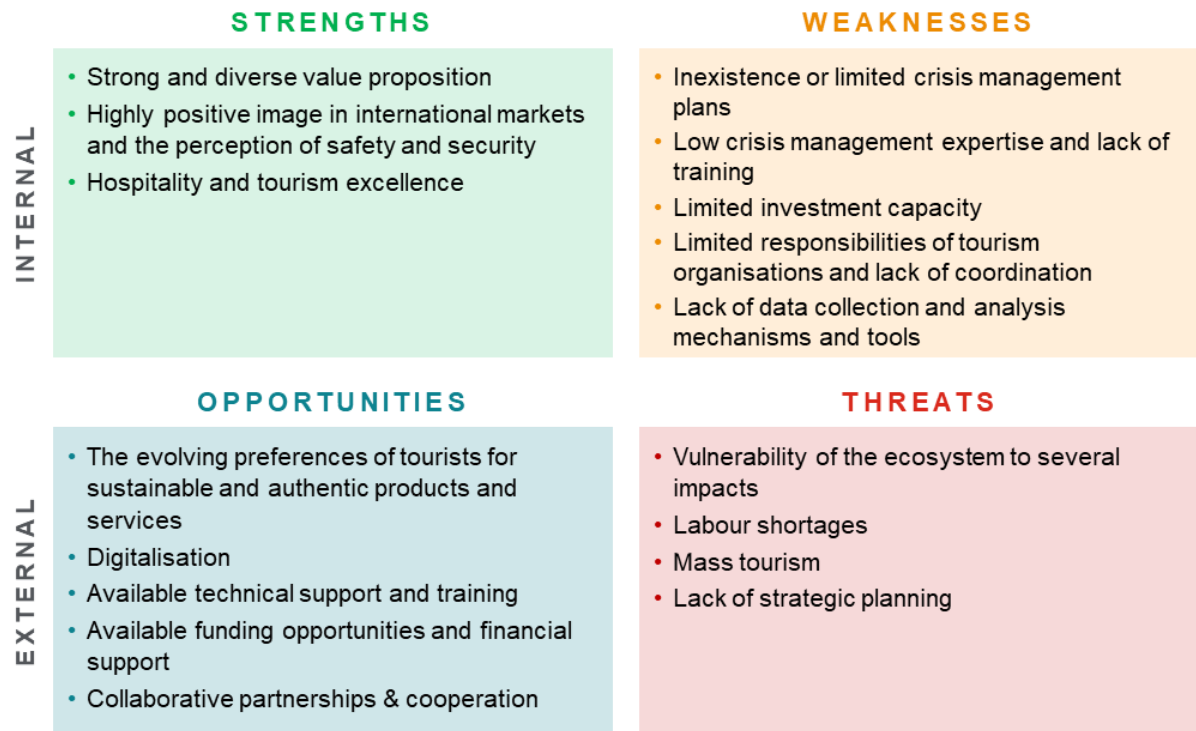 STRENGTHS
INTERNAL
• Strong and diverse value proposition
• Highly positive image in international markets
and the perception of safety and security
• Hospitality and tourism excellence
WEAKNESSES
• Inexistence or limited crisis management
plans
• Low crisis management expertise and lack of
training
• Limited investment capacity
• Limited responsibilities of tourism
organisations and lack of coordination
• Lack of data collection and analysis
mechanisms and tools
OPPORTUNITIES
EXTERNAL
• The evolving preferences of tourists for
sustainable and authentic products and
services
• Digitalisation
• Available technical support and training
• Available funding opportunities and financial
support
• Collaborative partnerships & cooperation
THREATS
• Vulnerability of the ecosystem to several
impacts
• Labour shortages
• Mass tourism
• Lack of strategic planning